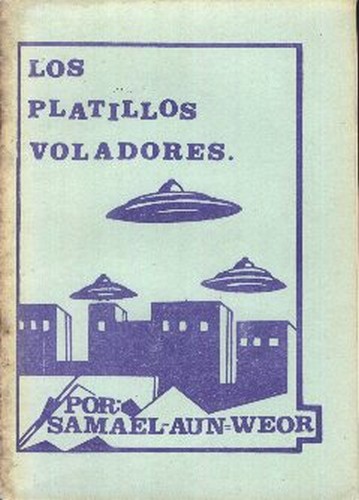 LOS
PLATILLOS
VOLADORES.
POR:
SAMAEL-AUN=WEOR